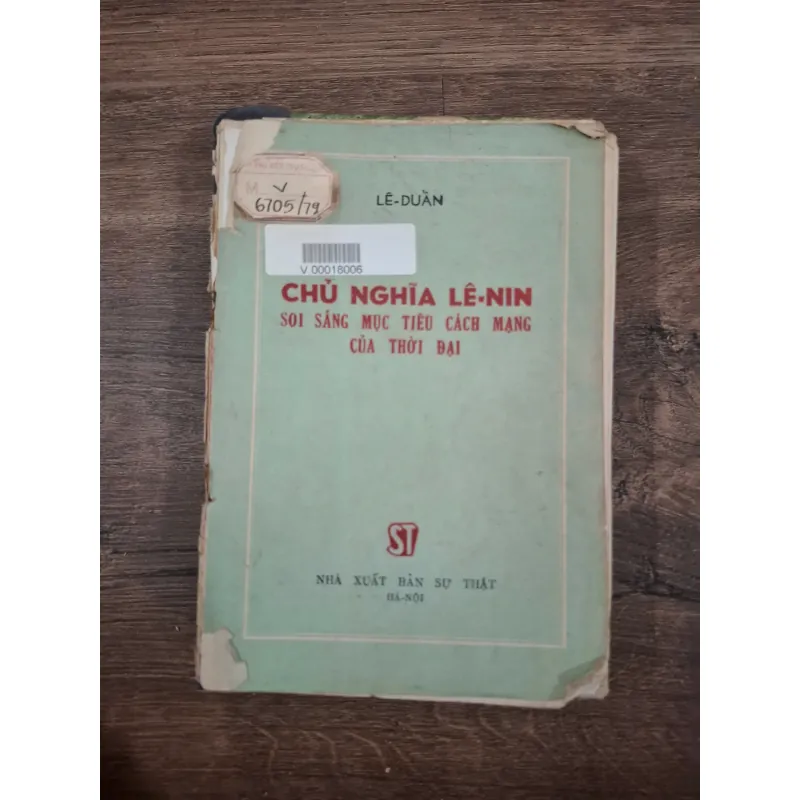 M V
6705/79
LÊ-DUẨN
V 00018006
CHỦ NGHĨA LÊ-NIN
SOI SÁNG MỤC TIÊU CÁCH MẠNG
CỦA THỜI ĐẠI
ST
NHÀ XUẤT BẢN SỰ THẬT
HÀ-NỘI